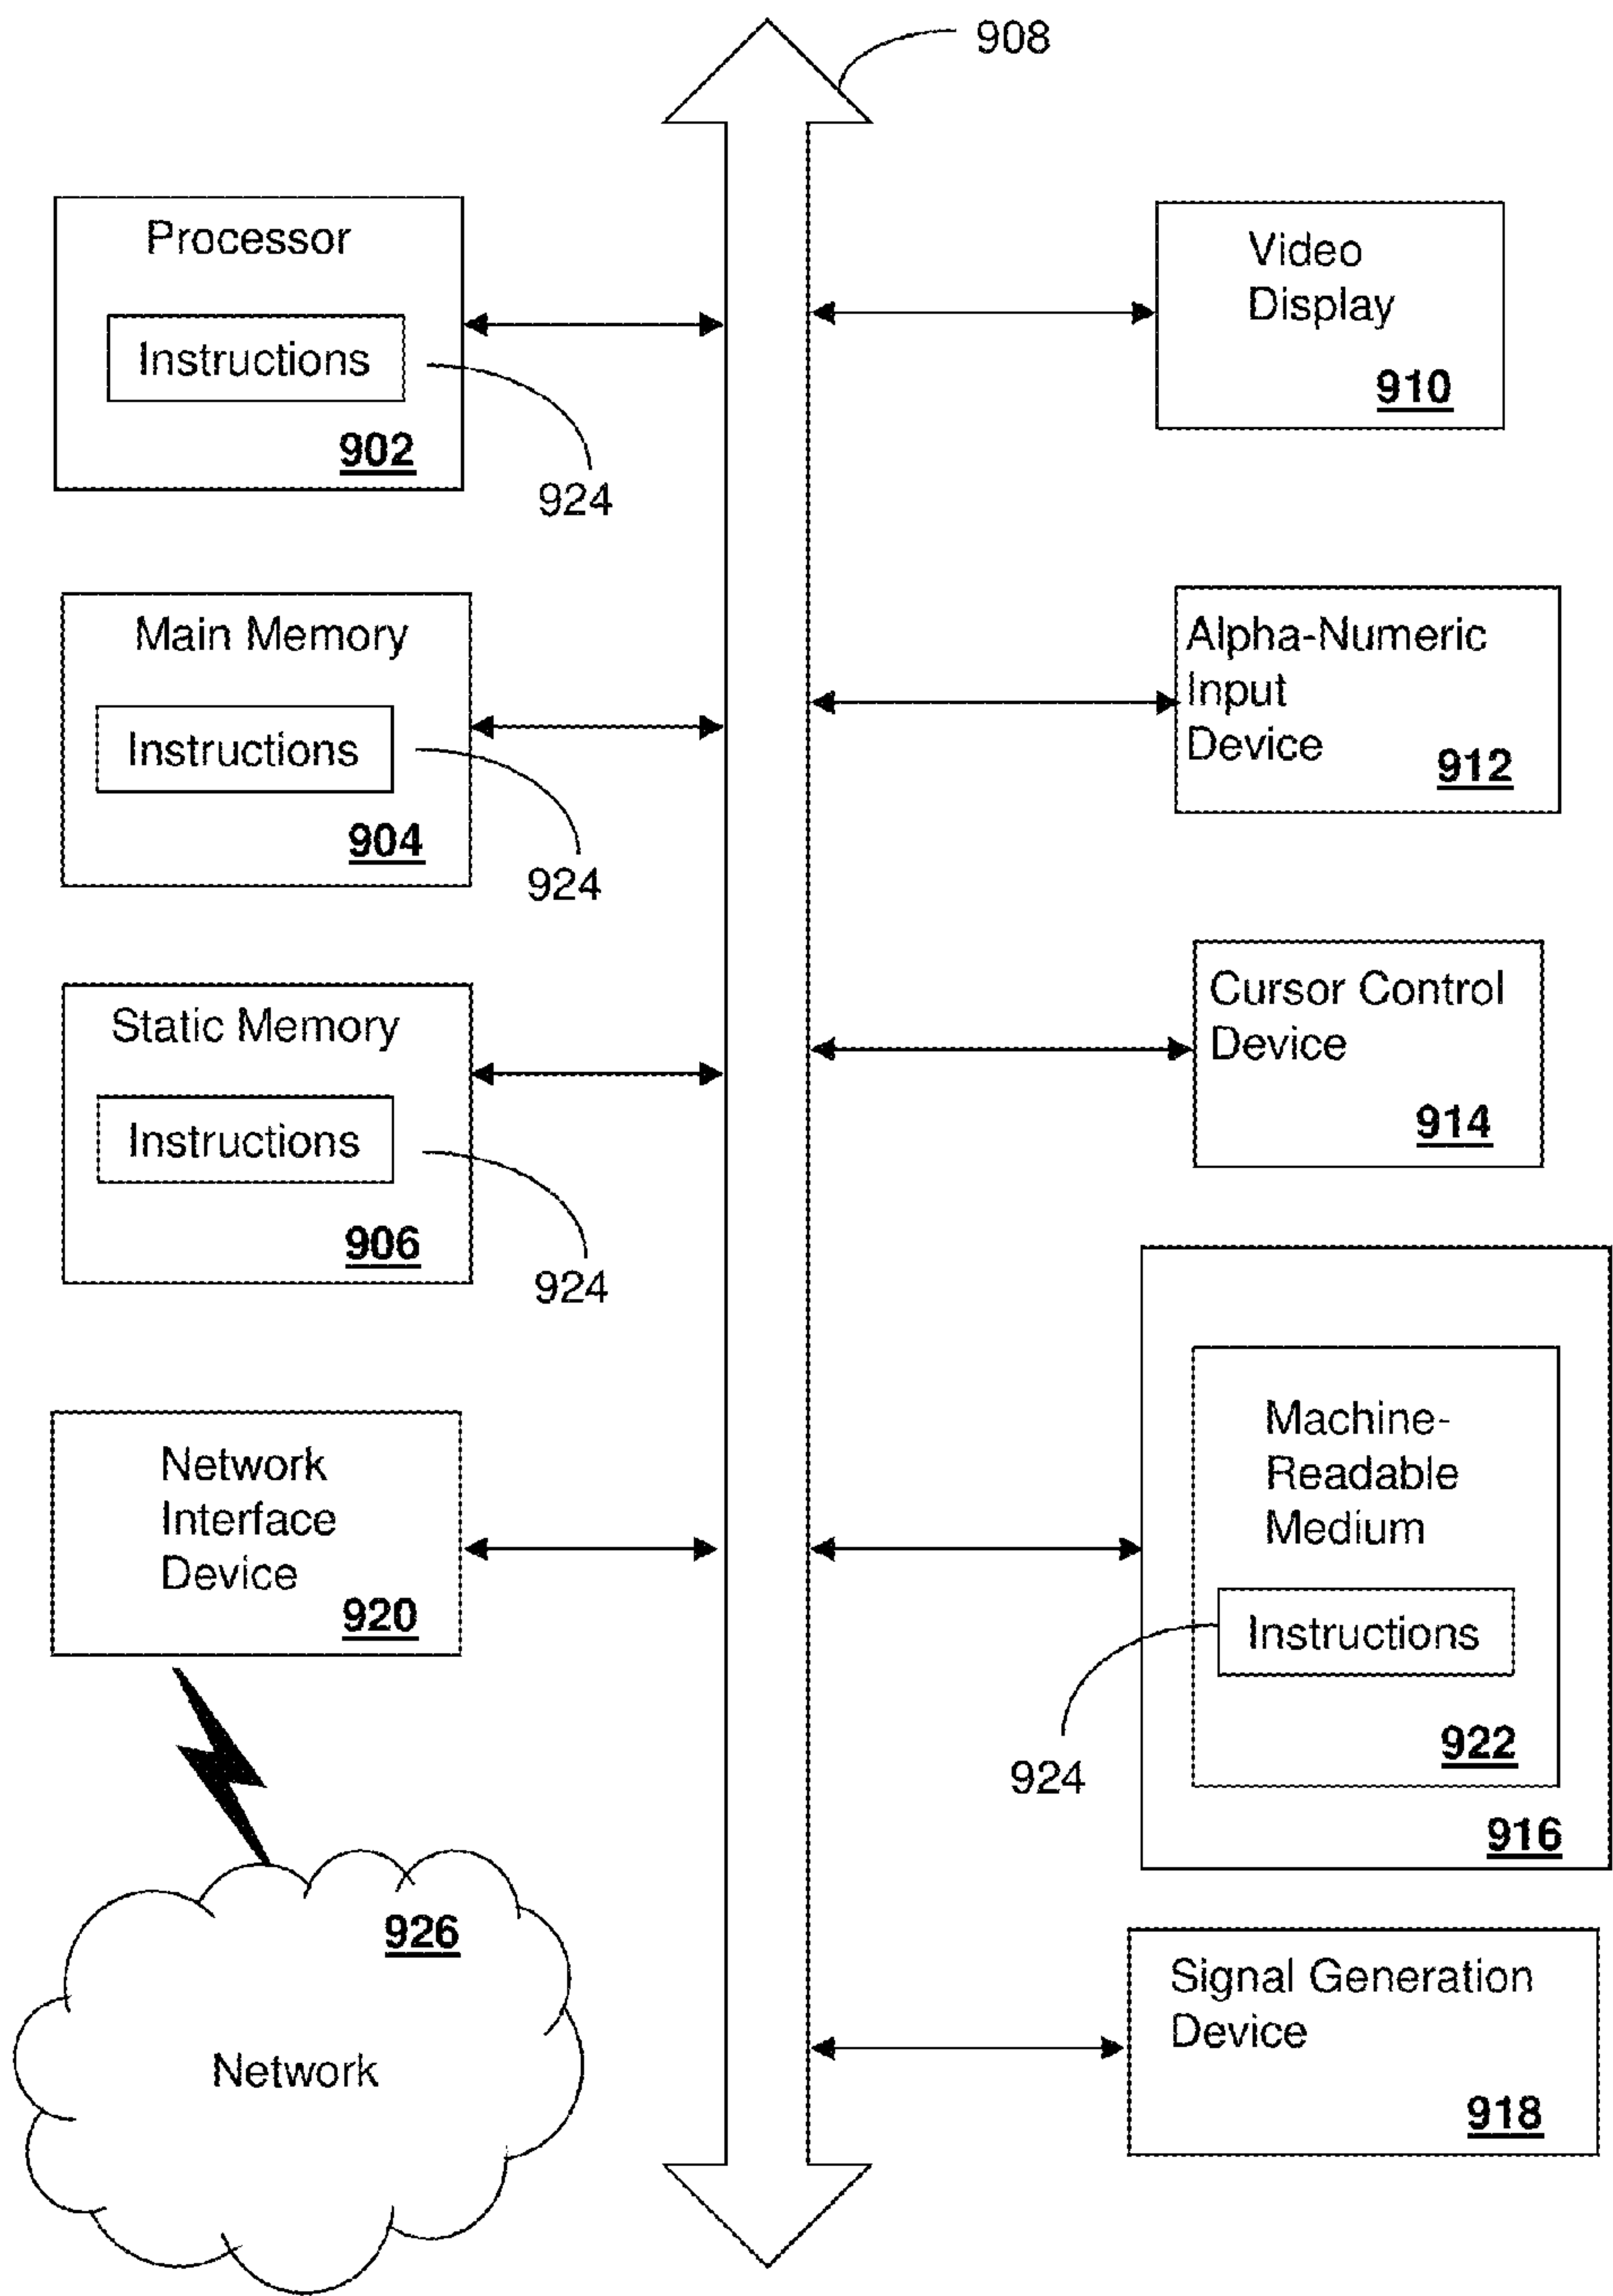 908
Processor
Instructions
902
924
Main Memory
Instructions
904
924
Static Memory
Instructions
906
924
Network
Interface
Device
920
926
Network
Video
Display
910
Alpha-Numeric
Input
Device
912
Cursor Control
Device
914
Machine-
Readable
Medium
Instructions
922
924
916
Signal Generation
Device
918